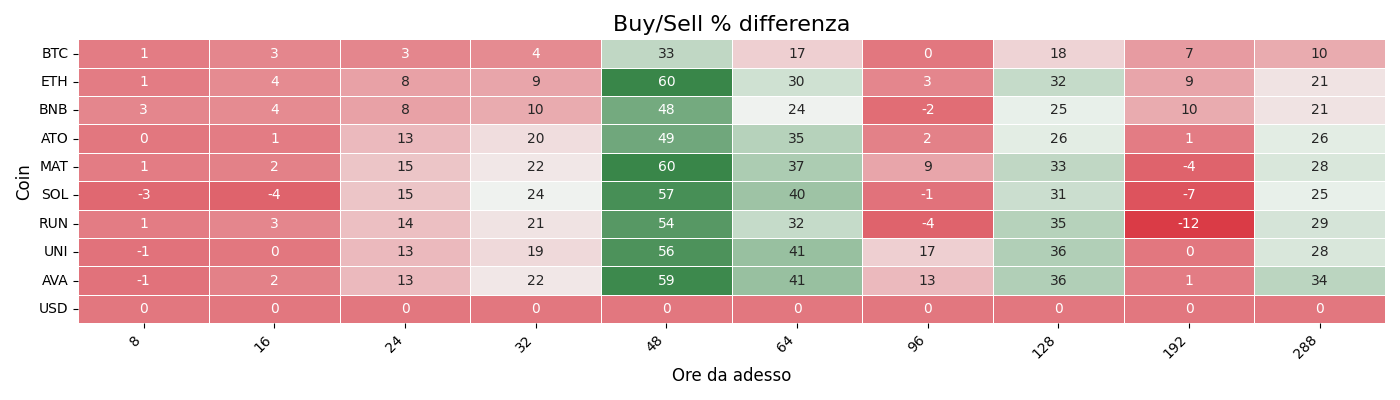 Buy/Sell % differenza
Coin
BTC 1 3 3 4 33 17 0 18 7 10
ETH 1 4 8 9 60 30 3 32 9 21
BNB 3 4 8 10 48 24 -2 25 10 21
ATO 0 1 13 20 49 35 2 26 1 26
MAT 1 2 15 22 60 37 9 33 -4 28
SOL -3 -4 15 24 57 40 -1 31 -7 25
RUN 1 3 14 21 54 32 -4 35 -12 29
UNI -1 0 13 19 56 41 17 36 0 28
AVA -1 2 13 22 59 41 13 36 1 34
USD 0 0 0 0 0 0 0 0 0 0
8 16 24 32 48 64 96 128 192 288
Ore da adesso